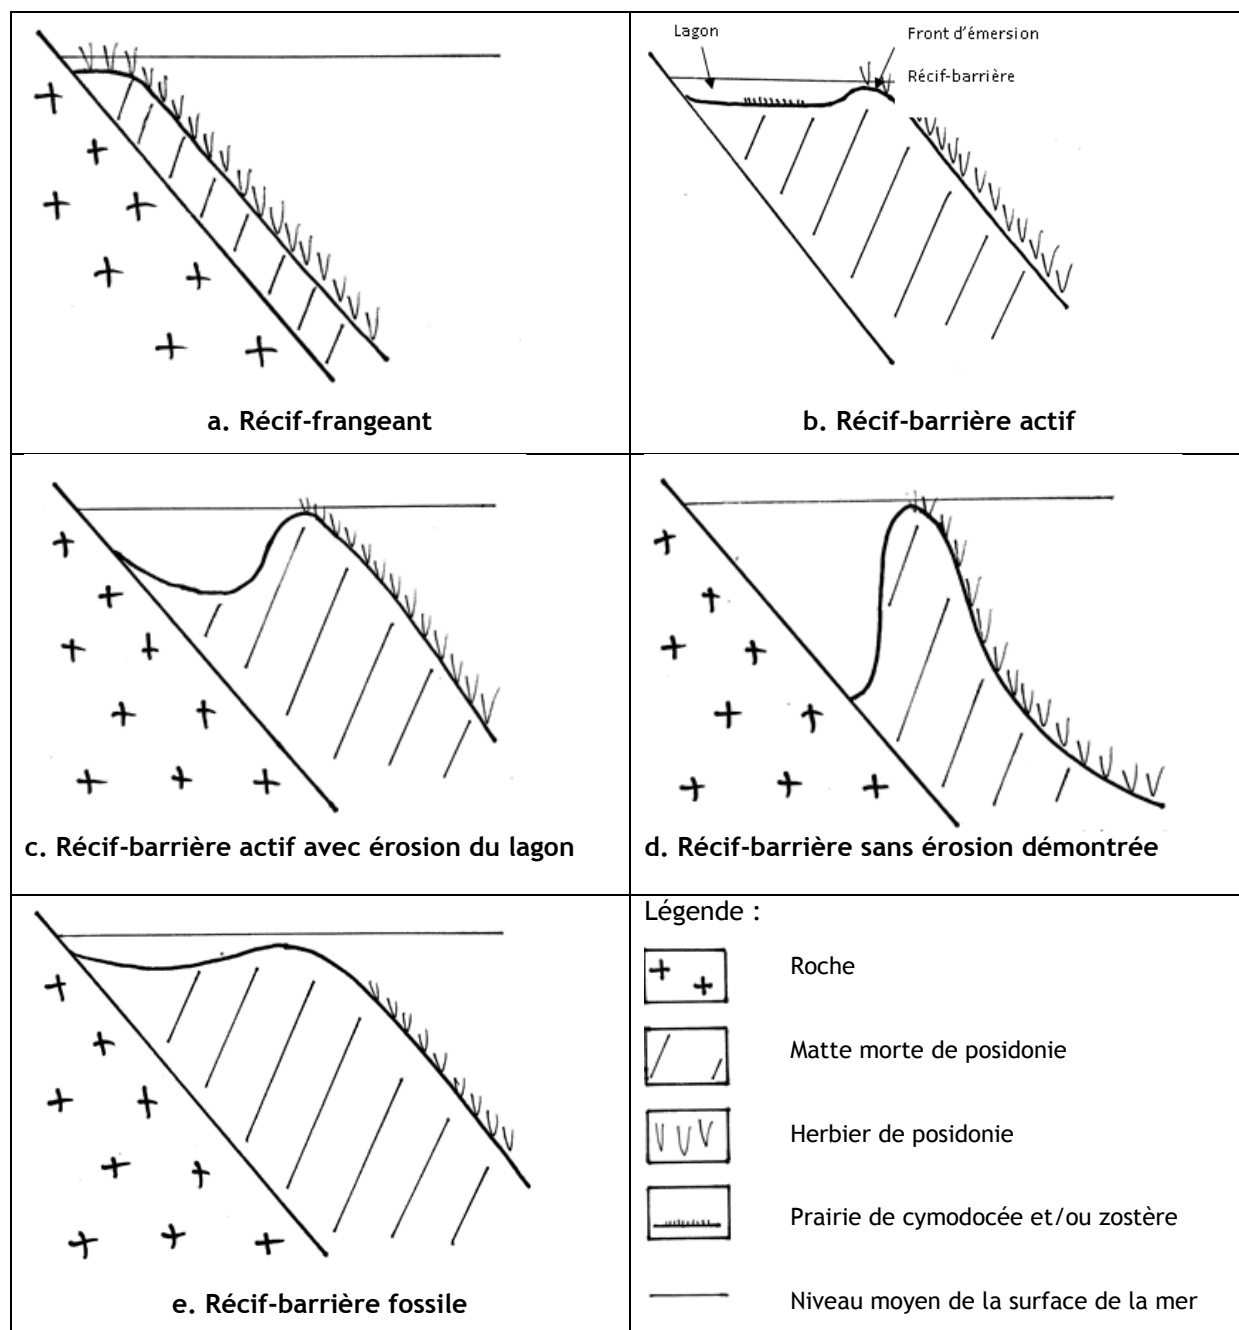 a. Récif-frangeant
Lagon
Front d'émersion
Récif-barrière
b. Récif-barrière actif
c. Récif-barrière actif avec érosion du lagon
d. Récif-barrière sans érosion démontrée
e. Récif-barrière fossile
Légende :
Roche
Matte morte de posidonie
Herbier de posidonie
Prairie de cymodocée et/ou zostère
Niveau moyen de la surface de la mer